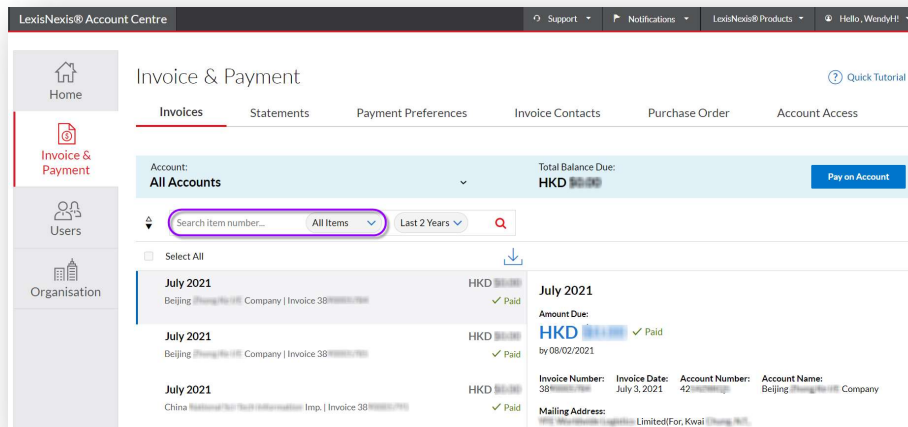 LexisNexis® Account Centre
Support
Notifications
LexisNexis® Products
Hello, WendyH!
Home
Invoice & Payment
Users
Organisation
Invoice & Payment
? Quick Tutorial
Invoices
Statements
Payment Preferences
Invoice Contacts
Purchase Order
Account Access
Account:
All Accounts
Total Balance Due:
HKD
Pay on Account
Search item number...
All Items
Last 2 Years
Select All
July 2021
HKD
Beijing Company | Invoice 38
Paid
July 2021
HKD
Beijing Company | Invoice 38
Paid
July 2021
HKD
China Imp. | Invoice 38
Paid
July 2021
Amount Due:
HKD Paid
by 08/02/2021
Invoice Number: Invoice Date: Account Number: Account Name:
38 July 3, 2021 42 Beijing Company
Mailing Address:
Limited(For, Kwai